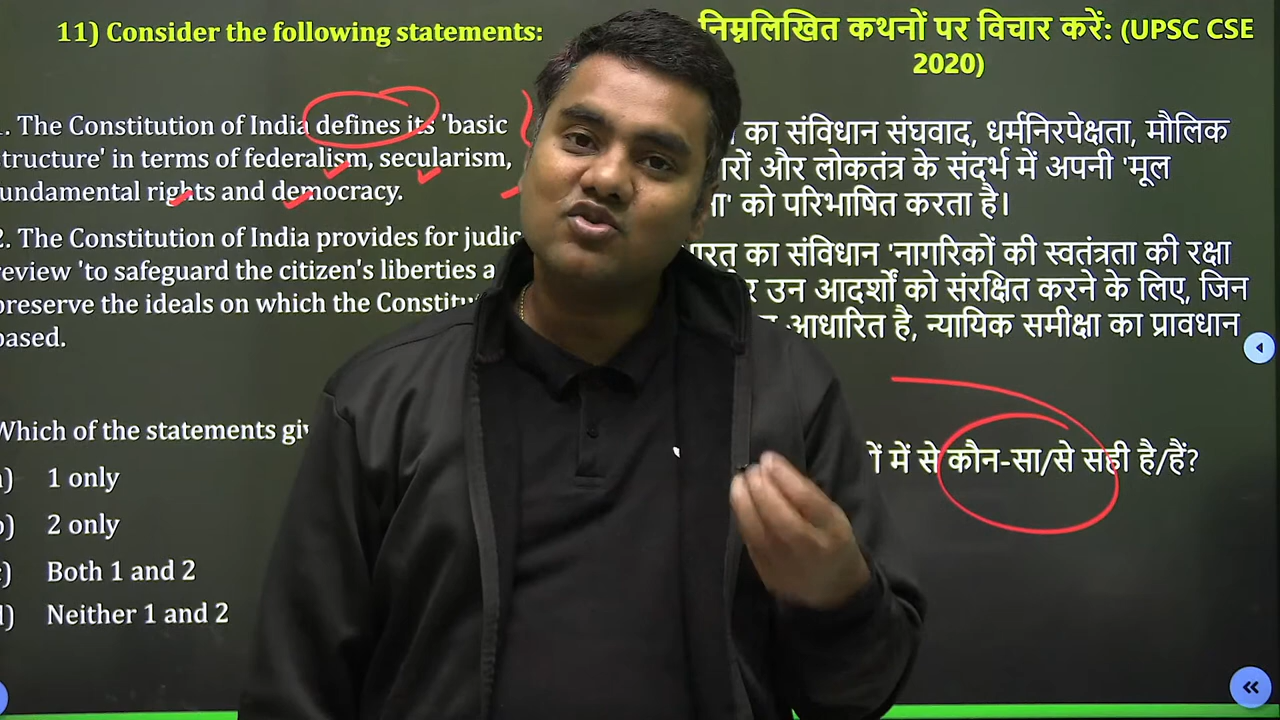 11) Consider the following statements:
. The Constitution of India defines its 'basic
tructure' in terms of federalism, secularism,
undamental rights and democracy.
2. The Constitution of India provides for judic
review 'to safeguard the citizen's liberties a
preserve the ideals on which the Constitu
based.
Which of the statements giv
) 1 only
) 2 only
) Both 1 and 2
) Neither 1 and 2
निम्नलिखित कथनों पर विचार करें: (UPSC CSE
2020)
का संविधान संघवाद, धर्मनिरपेक्षता, मौलिक
ारों और लोकतंत्र के संदर्भ में अपनी 'मूल
ना' को परिभाषित करता है।
भारत का संविधान 'नागरिकों की स्वतंत्रता की रक्षा
र उन आदर्शों को संरक्षित करने के लिए, जिन
आधारित है, न्यायिक समीक्षा का प्रावधान
में से कौन-सा/से सही है/हैं?